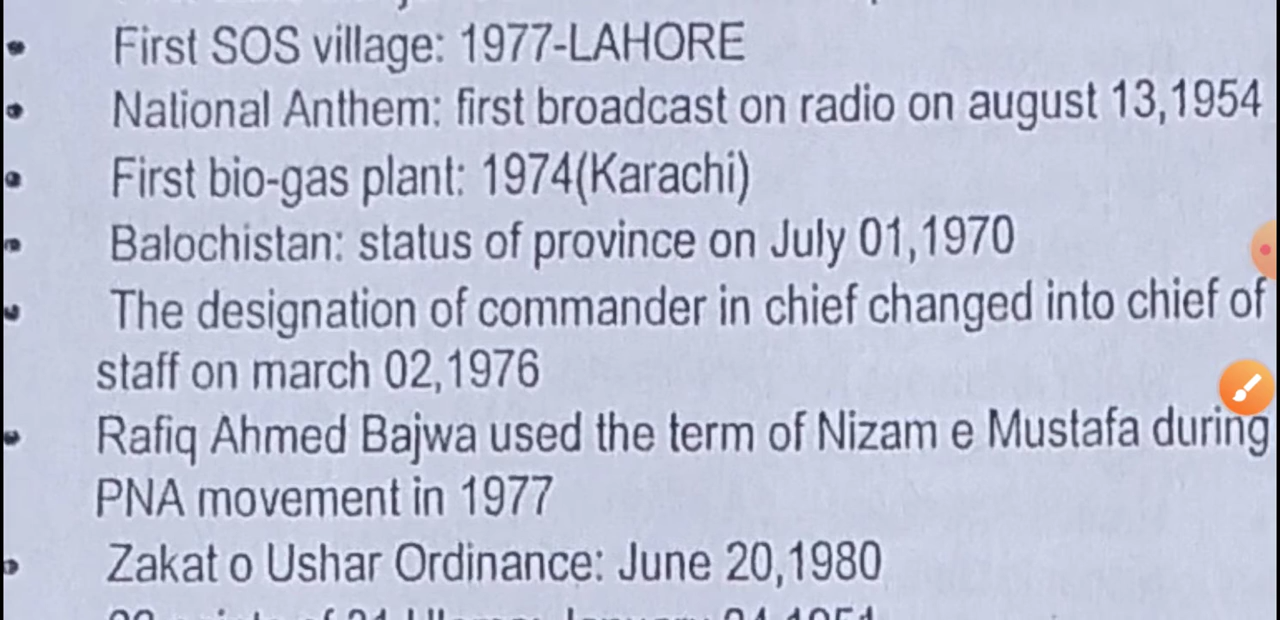 First SOS village: 1977-LAHORE
National Anthem: first broadcast on radio on august 13,1954
First bio-gas plant: 1974(Karachi)
Balochistan: status of province on July 01,1970
The designation of commander in chief changed into chief of
staff on march 02,1976
Rafiq Ahmed Bajwa used the term of Nizam e Mustafa during
PNA movement in 1977
Zakat o Ushar Ordinance: June 20,1980